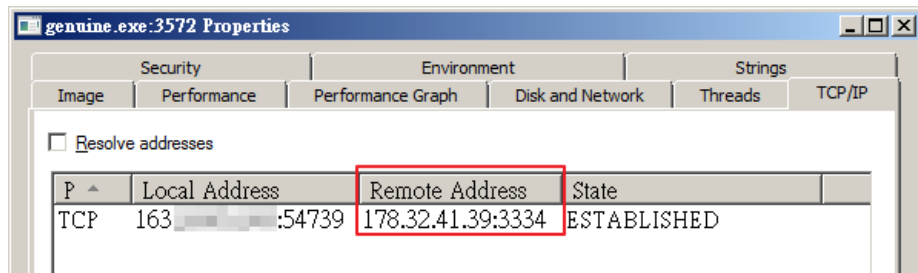 genuine.exe:3572 Properties
Security Environment Strings
Image Performance Performance Graph Disk and Network Threads TCP/IP
Resolve addresses
P Local Address Remote Address State
TCP 163 :54739 178.32.41.39:3334 ESTABLISHED